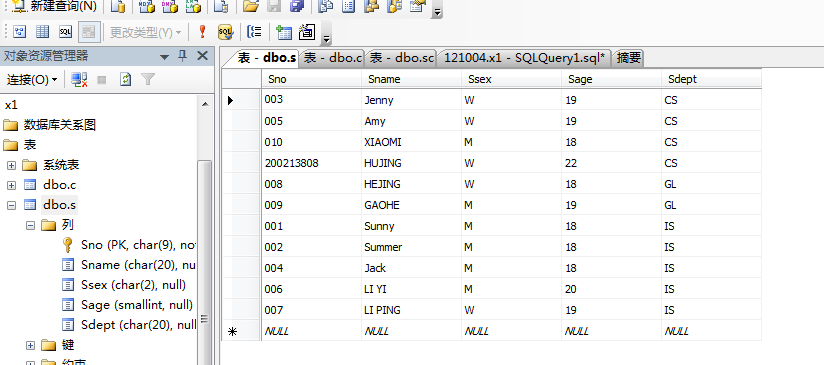 新建查询(N)
更改类型(Y)
对象资源管理器
连接(O)
x1
数据库关系图
表
系统表
dbo.c
dbo.s
列
Sno (PK, char(9), no
Sname (char(20), nu
Ssex (char(2), null)
Sage (smallint, null)
Sdept (char(20), null
键
约束
表 - dbo.s 表 - dbo.c 表 - dbo.sc 121004.x1 - SQLQuery1.sql* 摘要
Sno Sname Ssex Sage Sdept
003 Jenny W 19 CS
005 Amy W 19 CS
010 XIAOMI M 18 CS
200213808 HUJING W 22 CS
008 HEJING W 18 GL
009 GAOHE M 19 GL
001 Sunny M 18 IS
002 Summer M 18 IS
004 Jack M 18 IS
006 LI YI M 20 IS
007 LI PING W 19 IS
NULL NULL NULL NULL NULL